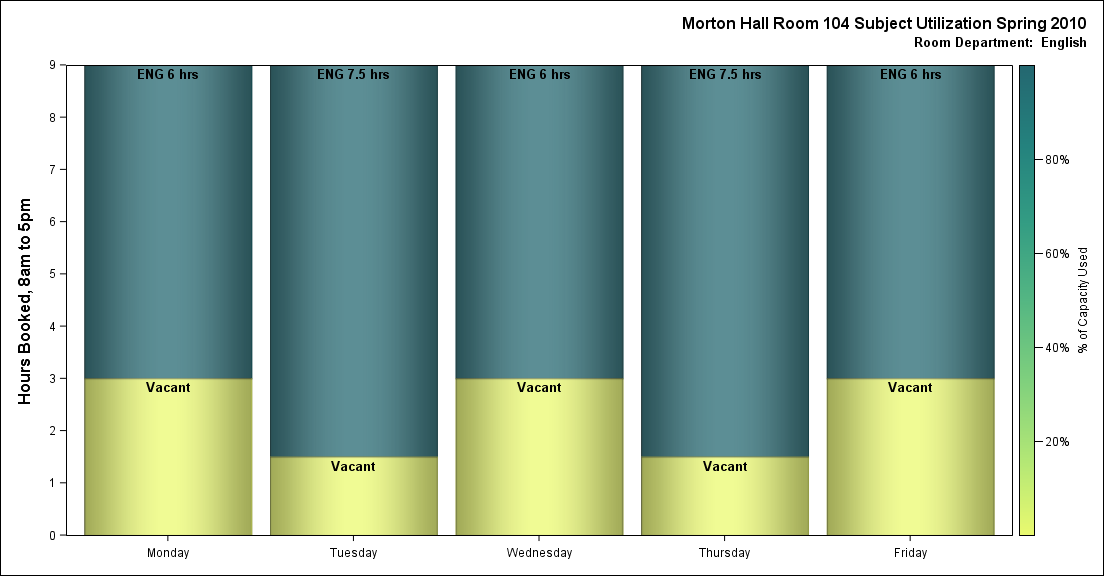 Morton Hall Room 104 Subject Utilization Spring 2010
Room Department: English
Hours Booked, 8am to 5pm
9
8
7
6
5
4
3
2
1
0
ENG 6 hrs
ENG 7.5 hrs
ENG 6 hrs
ENG 7.5 hrs
ENG 6 hrs
Vacant
Vacant
Vacant
Vacant
Vacant
Monday
Tuesday
Wednesday
Thursday
Friday
80%
60%
40%
20%
% of Capacity Used